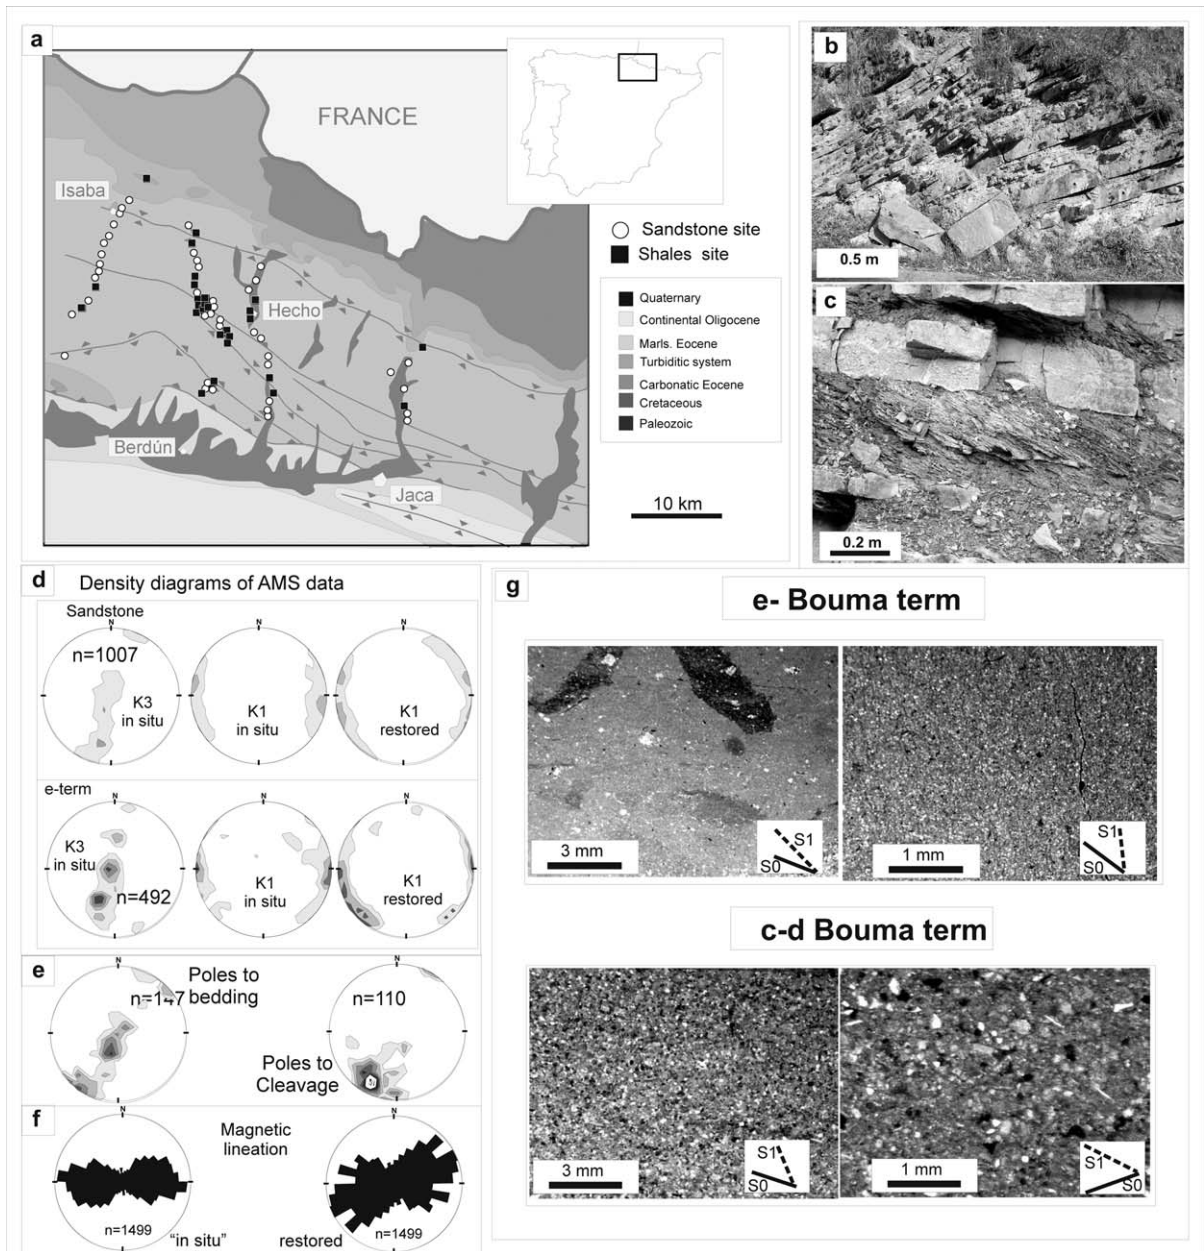 a
FRANCE
Isaba
Hecho
Berdún
Jaca
Sandstone site
Shales site
Quaternary
Continental Oligocene
Marls. Eocene
Turbiditic system
Carbonatic Eocene
Cretaceous
Paleozoic
10 km
b
0.5 m
c
0.2 m
d
Density diagrams of AMS data
Sandstone
N
n=1007
K3
in situ
N
K1
in situ
N
K1
restored
e-term
N
K3
in situ
n=492
N
K1
in situ
N
K1
restored
e
N
n=147
Poles to
bedding
N
n=110
Poles to
Cleavage
f
N
n=1499
"in situ"
Magnetic
lineation
N
n=1499
restored
g
e- Bouma term
3 mm
S1
S0
1 mm
S1
S0
c-d Bouma term
3 mm
S1
S0
1 mm
S1
S0